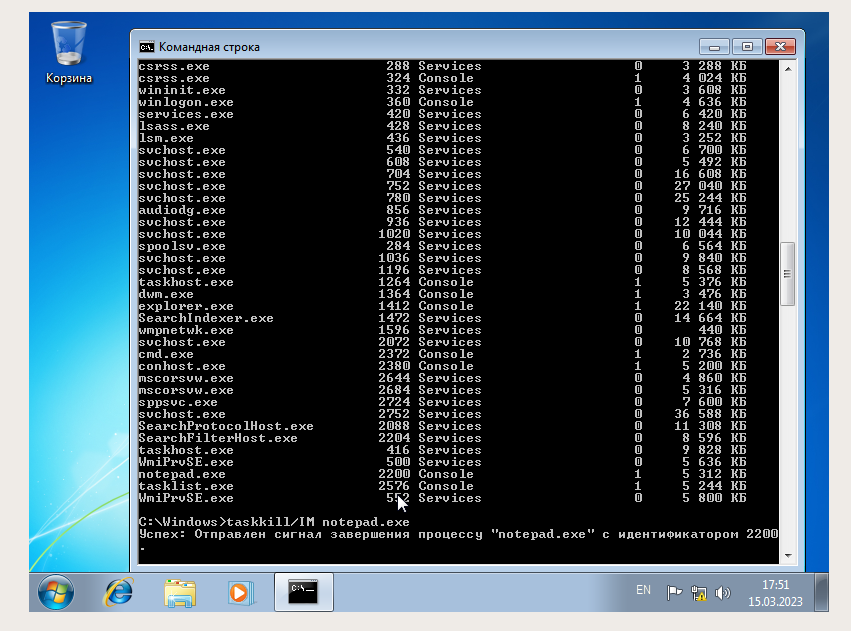 Корзина
Командная строка
csrss.exe 288 Services 0 3 288 КБ
csrss.exe 324 Console 1 4 024 КБ
wininit.exe 332 Services 0 3 608 КБ
winlogon.exe 360 Console 1 4 636 КБ
services.exe 420 Services 0 6 420 КБ
lsass.exe 428 Services 0 8 240 КБ
lsm.exe 436 Services 0 3 252 КБ
svchost.exe 540 Services 0 6 700 КБ
svchost.exe 608 Services 0 5 492 КБ
svchost.exe 704 Services 0 16 608 КБ
svchost.exe 752 Services 0 27 040 КБ
svchost.exe 780 Services 0 25 244 КБ
audiodg.exe 856 Services 0 9 716 КБ
svchost.exe 936 Services 0 12 444 КБ
svchost.exe 1020 Services 0 10 044 КБ
spoolsv.exe 284 Services 0 6 564 КБ
svchost.exe 1036 Services 0 9 840 КБ
svchost.exe 1196 Services 0 8 568 КБ
taskhost.exe 1264 Console 1 5 376 КБ
dwm.exe 1364 Console 1 3 476 КБ
explorer.exe 1412 Console 1 22 140 КБ
SearchIndexer.exe 1472 Services 0 14 664 КБ
wmpnetwk.exe 1596 Services 0 440 КБ
svchost.exe 2072 Services 0 10 768 КБ
cmd.exe 2372 Console 1 2 736 КБ
conhost.exe 2380 Console 1 5 200 КБ
mscorsvw.exe 2644 Services 0 4 860 КБ
mscorsvw.exe 2684 Services 0 5 316 КБ
sppsvc.exe 2724 Services 0 7 600 КБ
svchost.exe 2752 Services 0 36 588 КБ
SearchProtocolHost.exe 2088 Services 0 11 308 КБ
SearchFilterHost.exe 2204 Services 0 8 596 КБ
taskhost.exe 416 Services 0 9 828 КБ
WmiPrvSE.exe 500 Services 0 5 636 КБ
notepad.exe 2200 Console 1 5 312 КБ
tasklist.exe 2576 Console 1 5 244 КБ
WmiPrvSE.exe 552 Services 0 5 800 КБ
C:\Windows>taskkill/IM notepad.exe
Успех: Отправлен сигнал завершения процессу "notepad.exe" с идентификатором 2200
.
EN
17:51
15.03.2023